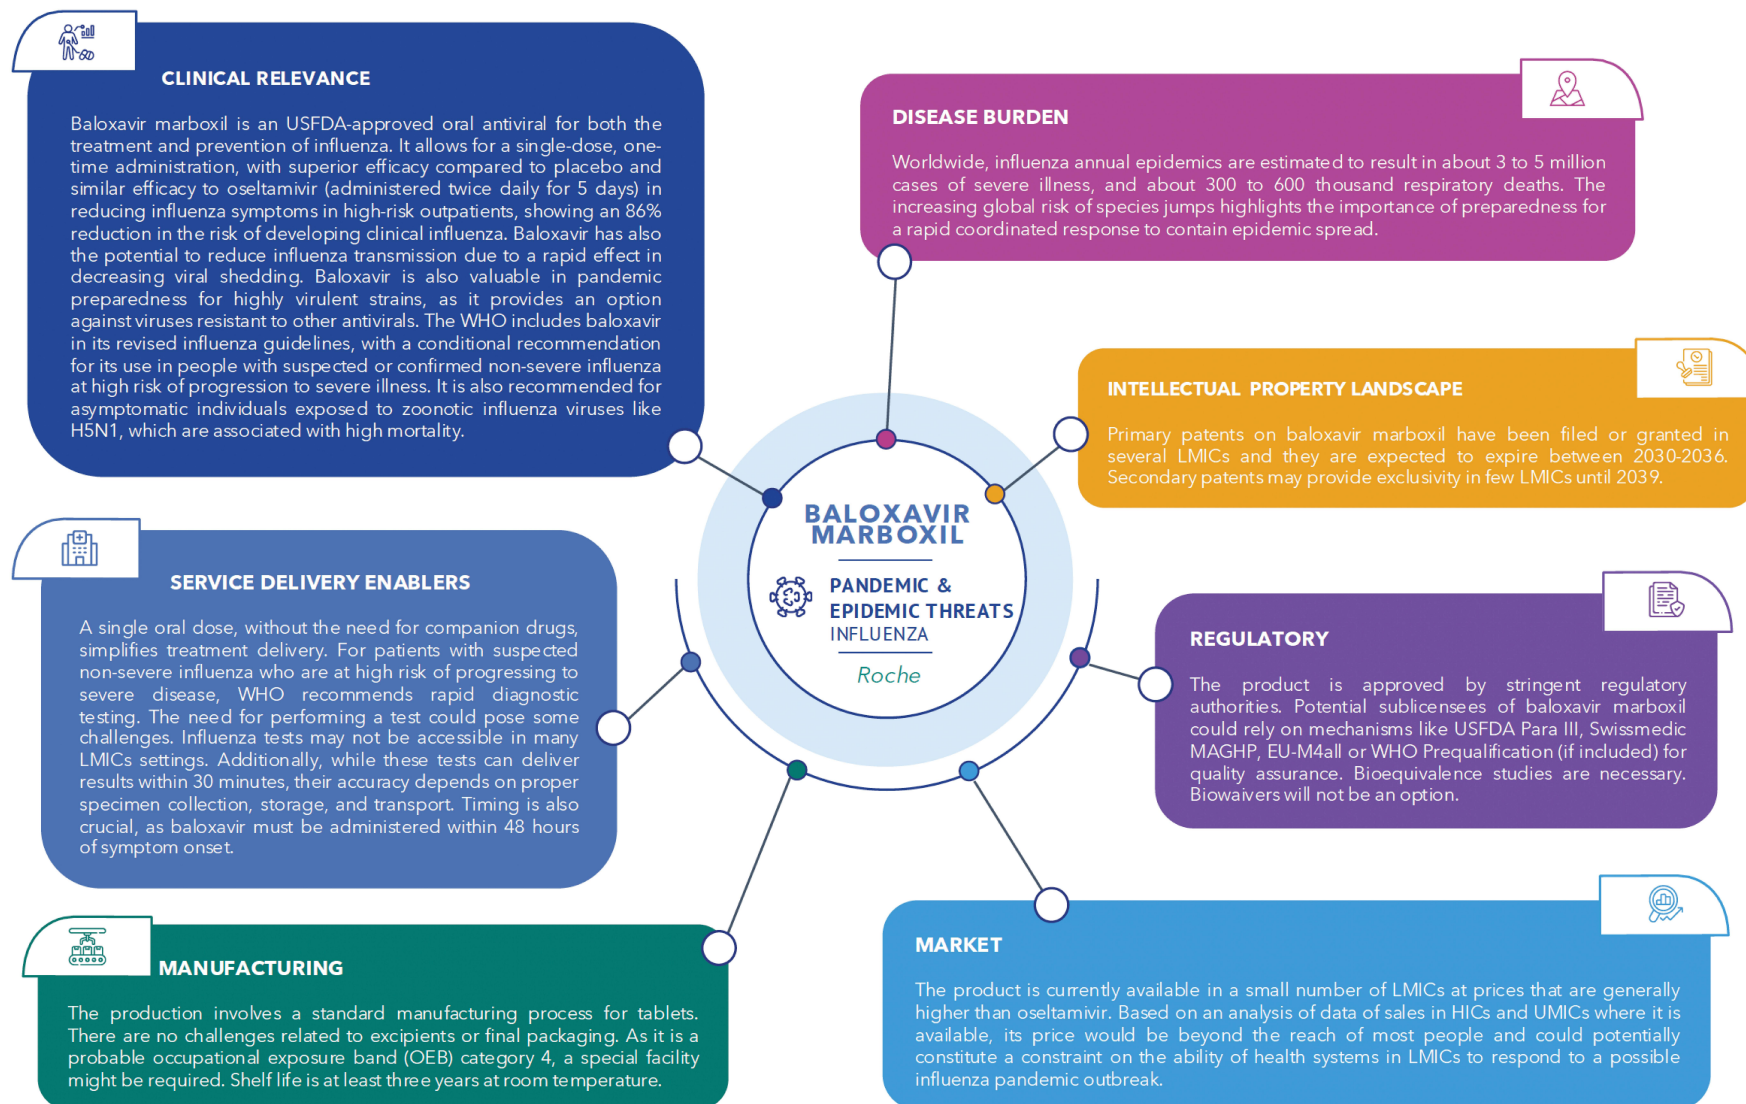 CLINICAL RELEVANCE
Baloxavir marboxil is an USFDA-approved oral antiviral for both the
treatment and prevention of influenza. It allows for a single-dose, one-
time administration, with superior efficacy compared to placebo and
similar efficacy to oseltamivir (administered twice daily for 5 days) in
reducing influenza symptoms in high-risk outpatients, showing an 86%
reduction in the risk of developing clinical influenza. Baloxavir has also
the potential to reduce influenza transmission due to a rapid effect in
decreasing viral shedding. Baloxavir is also valuable in pandemic
preparedness for highly virulent strains, as it provides an option
against viruses resistant to other antivirals. The WHO includes baloxavir
in its revised influenza guidelines, with a conditional recommendation
for its use in people with suspected or confirmed non-severe influenza
at high risk of progression to severe illness. It is also recommended for
asymptomatic individuals exposed to zoonotic influenza viruses like
H5N1, which are associated with high mortality.
DISEASE BURDEN
Worldwide, influenza annual epidemics are estimated to result in about 3 to 5 million
cases of severe illness, and about 300 to 600 thousand respiratory deaths. The
increasing global risk of species jumps highlights the importance of preparedness for
a rapid coordinated response to contain epidemic spread.
INTELLECTUAL PROPERTY LANDSCAPE
Primary patents on baloxavir marboxil have been filed or granted in
several LMICs and they are expected to expire between 2030-2036.
Secondary patents may provide exclusivity in few LMICs until 2039.
BALOXAVIR
MARBOXIL
PANDEMIC &
EPIDEMIC THREATS
INFLUENZA
Roche
SERVICE DELIVERY ENABLERS
A single oral dose, without the need for companion drugs,
simplifies treatment delivery. For patients with suspected
non-severe influenza who are at high risk of progressing to
severe disease, WHO recommends rapid diagnostic
testing. The need for performing a test could pose some
challenges. Influenza tests may not be accessible in many
LMICs settings. Additionally, while these tests can deliver
results within 30 minutes, their accuracy depends on proper
specimen collection, storage, and transport. Timing is also
crucial, as baloxavir must be administered within 48 hours
of symptom onset.
REGULATORY
The product is approved by stringent regulatory
authorities. Potential sublicensees of baloxavir marboxil
could rely on mechanisms like USFDA Para III, Swissmedic
MAGHP, EU-M4all or WHO Prequalification (if included) for
quality assurance. Bioequivalence studies are necessary.
Biowaivers will not be an option.
MANUFACTURING
The production involves a standard manufacturing process for tablets.
There are no challenges related to excipients or final packaging. As it is a
probable occupational exposure band (OEB) category 4, a special facility
might be required. Shelf life is at least three years at room temperature.
MARKET
The product is currently available in a small number of LMICs at prices that are generally
higher than oseltamivir. Based on an analysis of data of sales in HICs and UMICs where it is
available, its price would be beyond the reach of most people and could potentially
constitute a constraint on the ability of health systems in LMICs to respond to a possible
influenza pandemic outbreak.